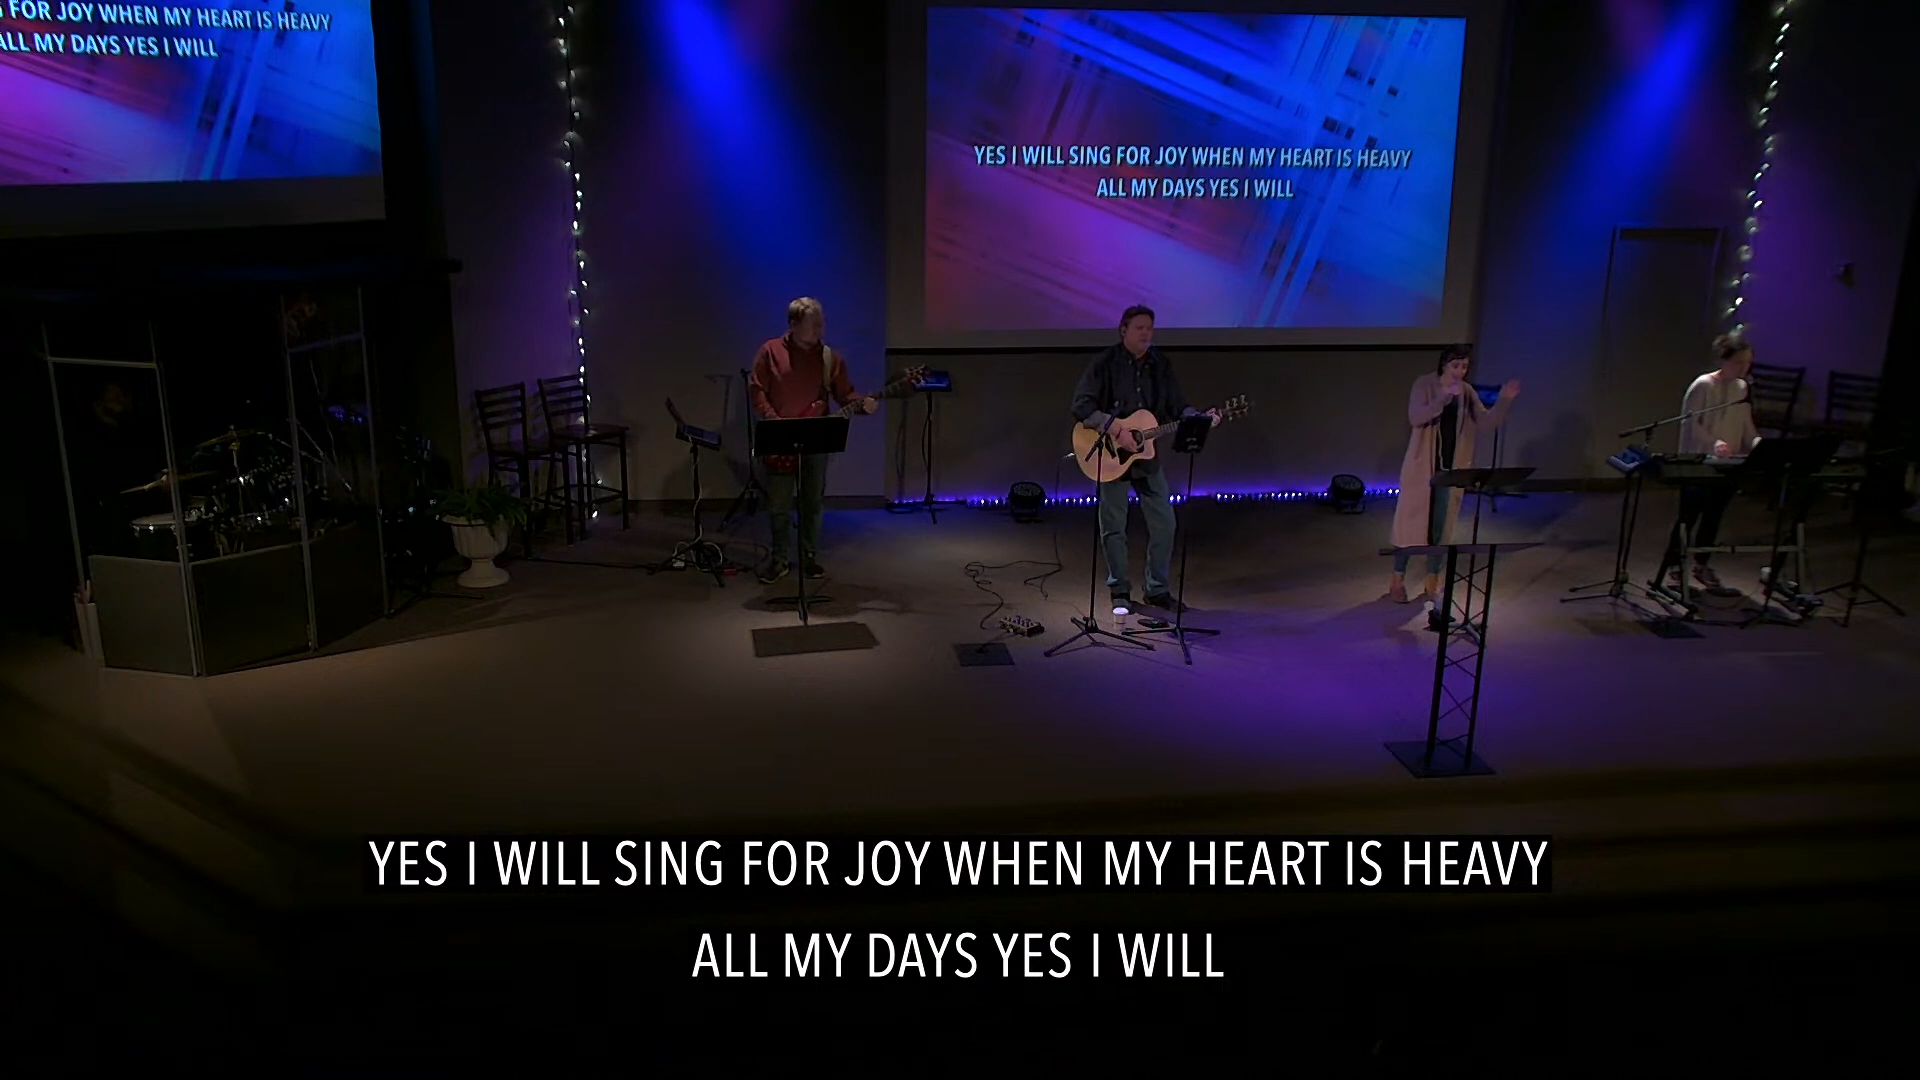 G FOR JOY WHEN MY HEART IS HEAVY
ALL MY DAYS YES I WILL
YES I WILL SING FOR JOY WHEN MY HEART IS HEAVY
ALL MY DAYS YES I WILL
YES I WILL SING FOR JOY WHEN MY HEART IS HEAVY
ALL MY DAYS YES I WILL